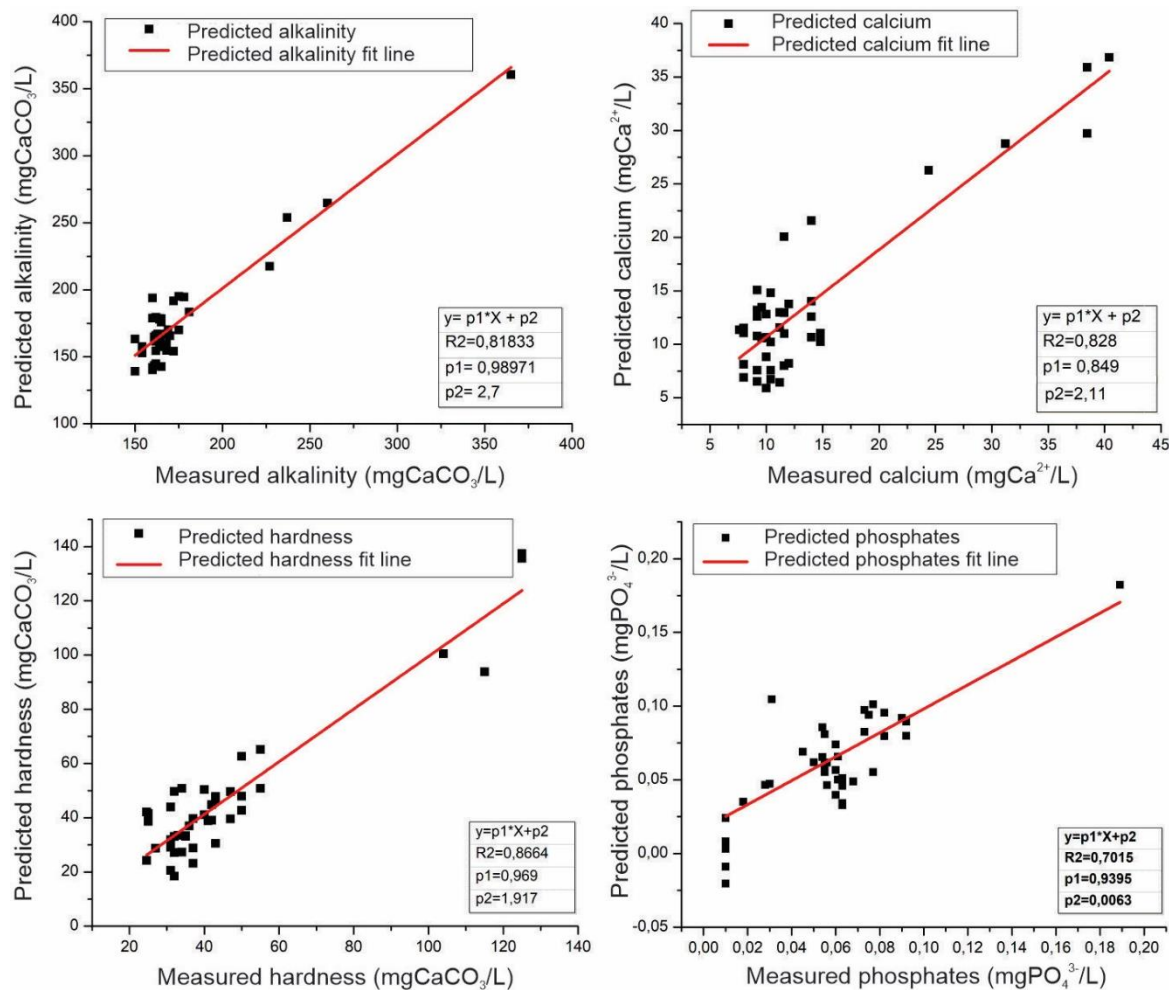 Predicted alkalinity
Predicted alkalinity fit line
400
350
300
250
200
150
100
Predicted alkalinity (mgCaCO₃/L)
y= p1*X + p2
R2=0,81833
p1= 0,98971
p2= 2,7
150 200 250 300 350 400
Measured alkalinity (mgCaCO₃/L)
Predicted calcium
Predicted calcium fit line
40
35
30
25
20
15
10
5
Predicted calcium (mgCa²⁺/L)
y= p1*X + p2
R2=0,828
p1= 0,849
p2=2,11
5 10 15 20 25 30 35 40 45
Measured calcium (mgCa²⁺/L)
Predicted hardness
Predicted hardness fit line
140
120
100
80
60
40
20
0
Predicted hardness (mgCaCO₃/L)
y=p1*X+p2
R2=0,8664
p1=0,969
p2=1,917
20 40 60 80 100 120 140
Measured hardness (mgCaCO₃/L)
Predicted phosphates
Predicted phosphates fit line
0,20
0,15
0,10
0,05
0,00
-0,05
Predicted phosphates (mgPO₄³⁻/L)
y=p1*X+p2
R2=0,7015
p1=0,9395
p2=0,0063
0,00 0,02 0,04 0,06 0,08 0,10 0,12 0,14 0,16 0,18 0,20
Measured phosphates (mgPO₄³⁻/L)